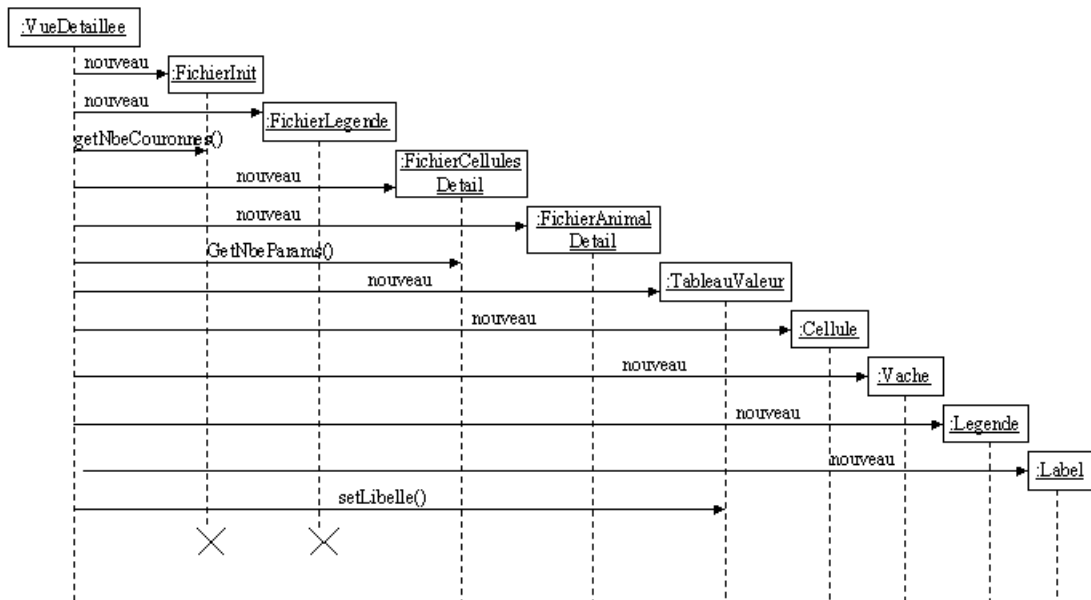 :VueDetaillee
nouveau
:FichierInit
nouveau
:FichierLegende
getNbeCouronnes()
:FichierCellules
Detail
nouveau
nouveau
:FichierAnimal
Detail
GetNbeParams()
nouveau
:TableauValeur
nouveau
:Cellule
nouveau
:Vache
nouveau
:Legende
nouveau
:Label
setLibelle()